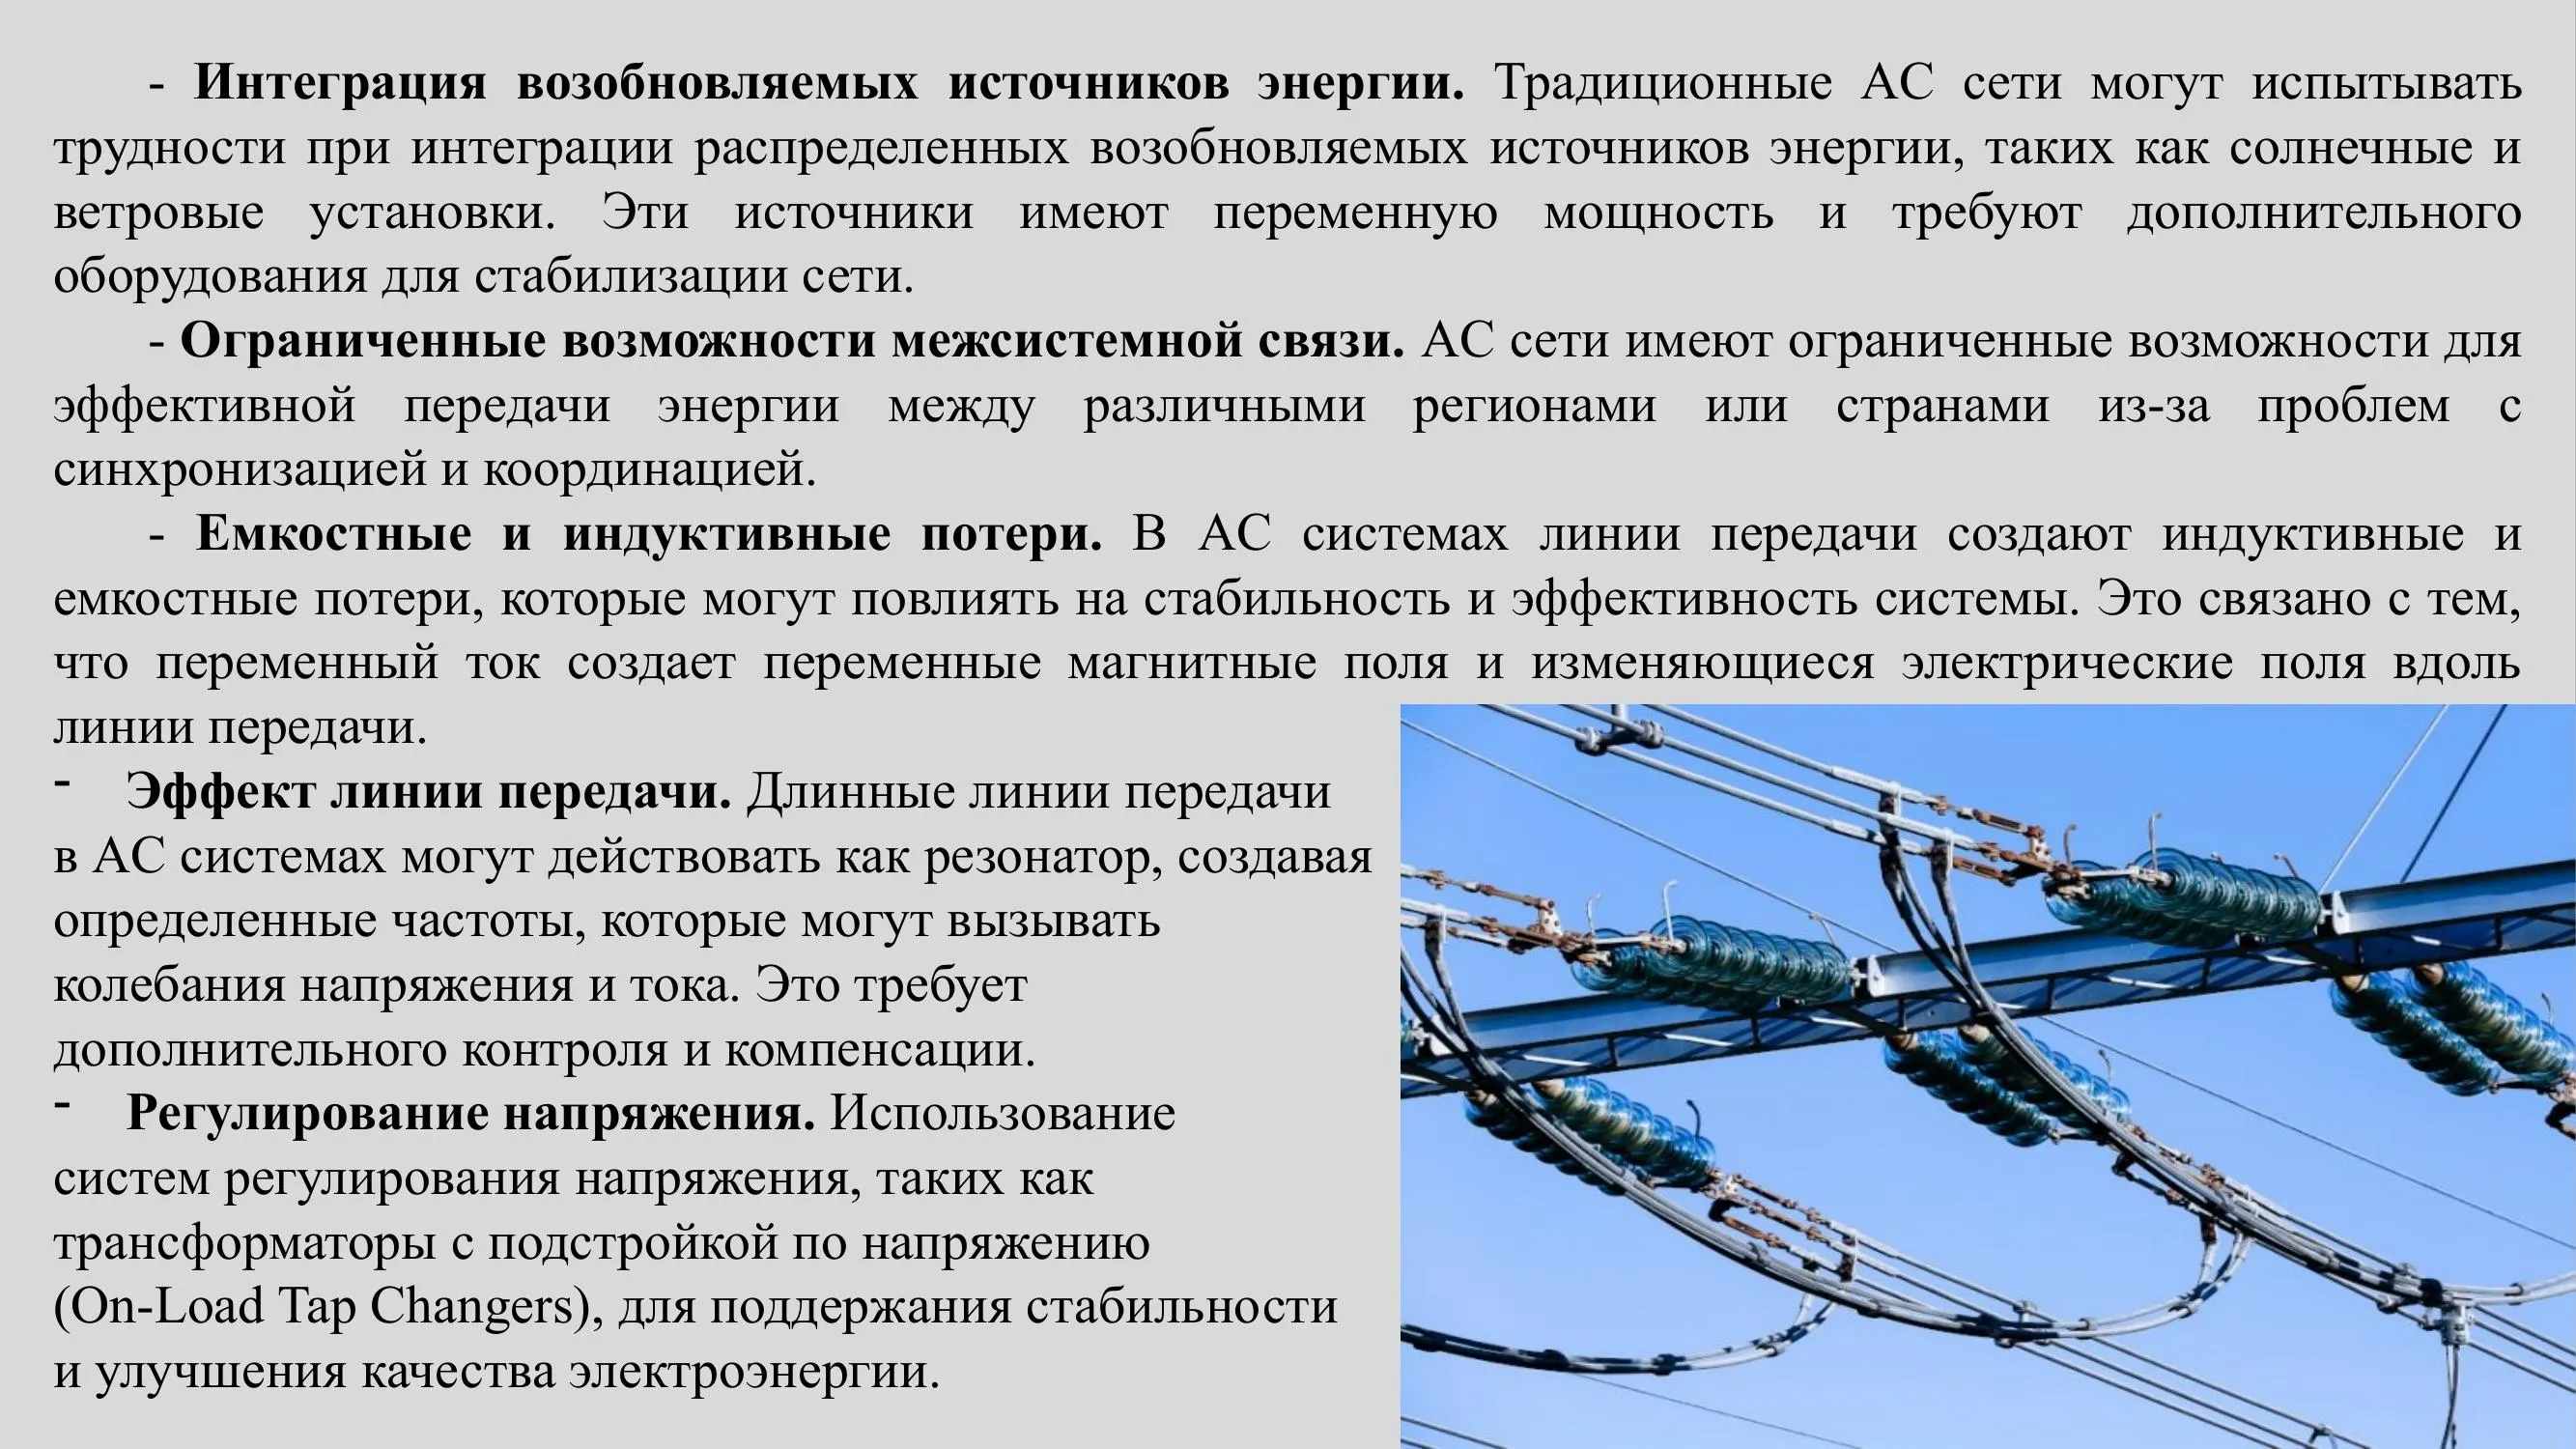 - Интеграция возобновляемых источников энергии. Традиционные АС сети могут испытывать
трудности при интеграции распределенных возобновляемых источников энергии, таких как солнечные и
ветровые установки. Эти источники имеют переменную мощность и требуют дополнительного
оборудования для стабилизации сети.
- Ограниченные возможности межсистемной связи. АС сети имеют ограниченные возможности для
эффективной передачи энергии между различными регионами или странами из-за проблем с
синхронизацией и координацией.
- Емкостные и индуктивные потери. В АС системах линии передачи создают индуктивные и
емкостные потери, которые могут повлиять на стабильность и эффективность системы. Это связано с тем,
что переменный ток создает переменные магнитные поля и изменяющиеся электрические поля вдоль
линии передачи.
- Эффект линии передачи. Длинные линии передачи
в АС системах могут действовать как резонатор, создавая
определенные частоты, которые могут вызывать
колебания напряжения и тока. Это требует
дополнительного контроля и компенсации.
- Регулирование напряжения. Использование
систем регулирования напряжения, таких как
трансформаторы с подстройкой по напряжению
(On-Load Tap Changers), для поддержания стабильности
и улучшения качества электроэнергии.